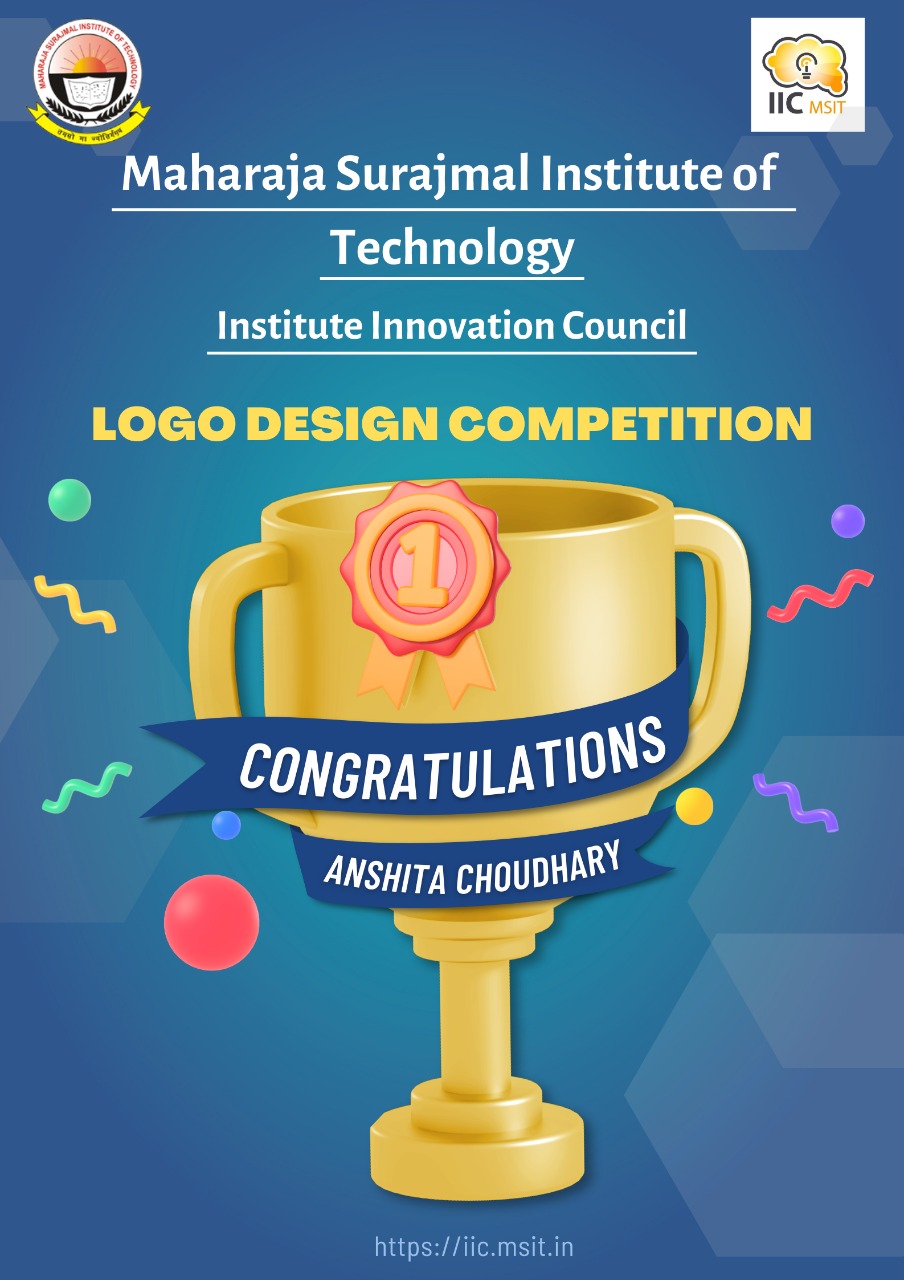 MAHARAJA SURAJMAL INSTITUTE OF TECHNOLOGY
तमसो मा ज्योतिर्गमय
IIC MSIT
Maharaja Surajmal Institute of
Technology
Institute Innovation Council
LOGO DESIGN COMPETITION
1
CONGRATULATIONS
ANSHITA CHOUDHARY
https://iic.msit.in